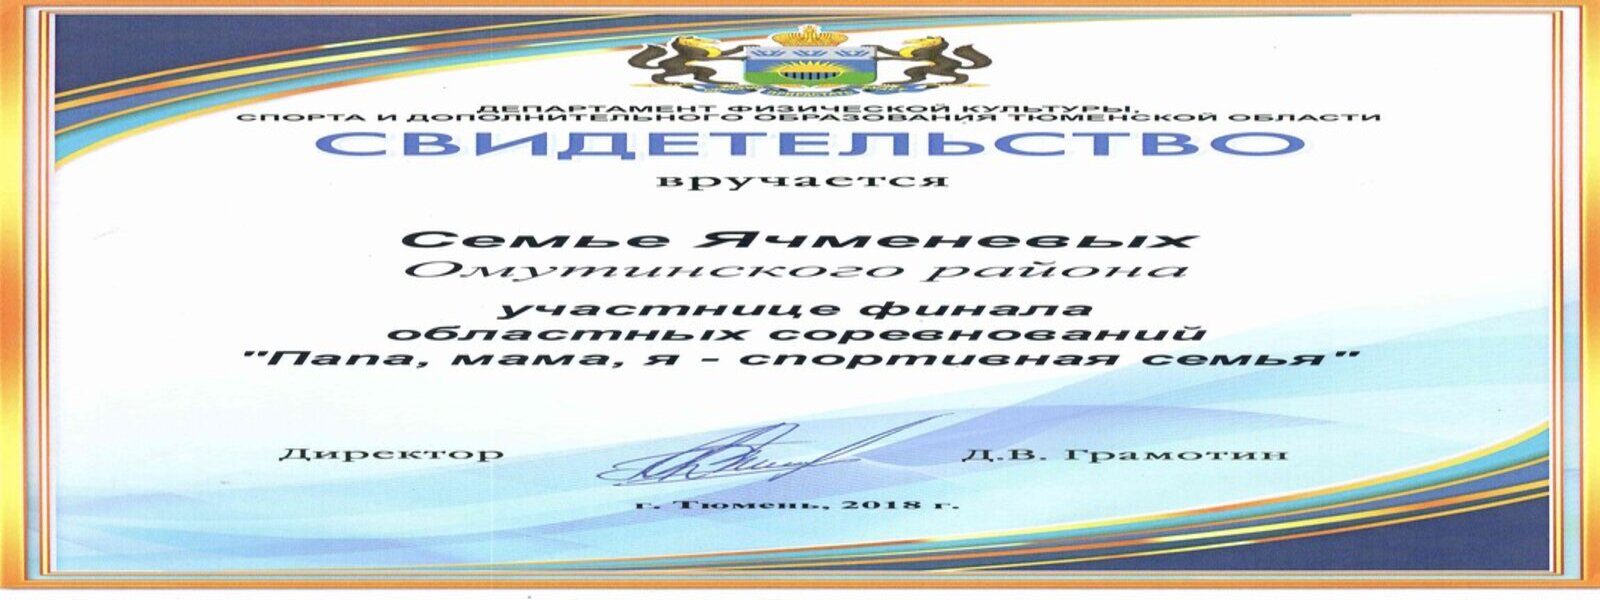 ДЕПАРТАМЕНТ ФИЗИЧЕСКОЙ КУЛЬТУРЫ,
СПОРТА И ДОПОЛНИТЕЛЬНОГО ОБРАЗОВАНИЯ ТЮМЕНСКОЙ ОБЛАСТИ
СВИДЕТЕЛЬСТВО
вручается
Семье Ячменевых
Омутинского района
участнице финала
областных соревнований
"Папа, мама, я - спортивная семья"
Директор Д.В. Грамотин
г. Тюмень, 2018 г.